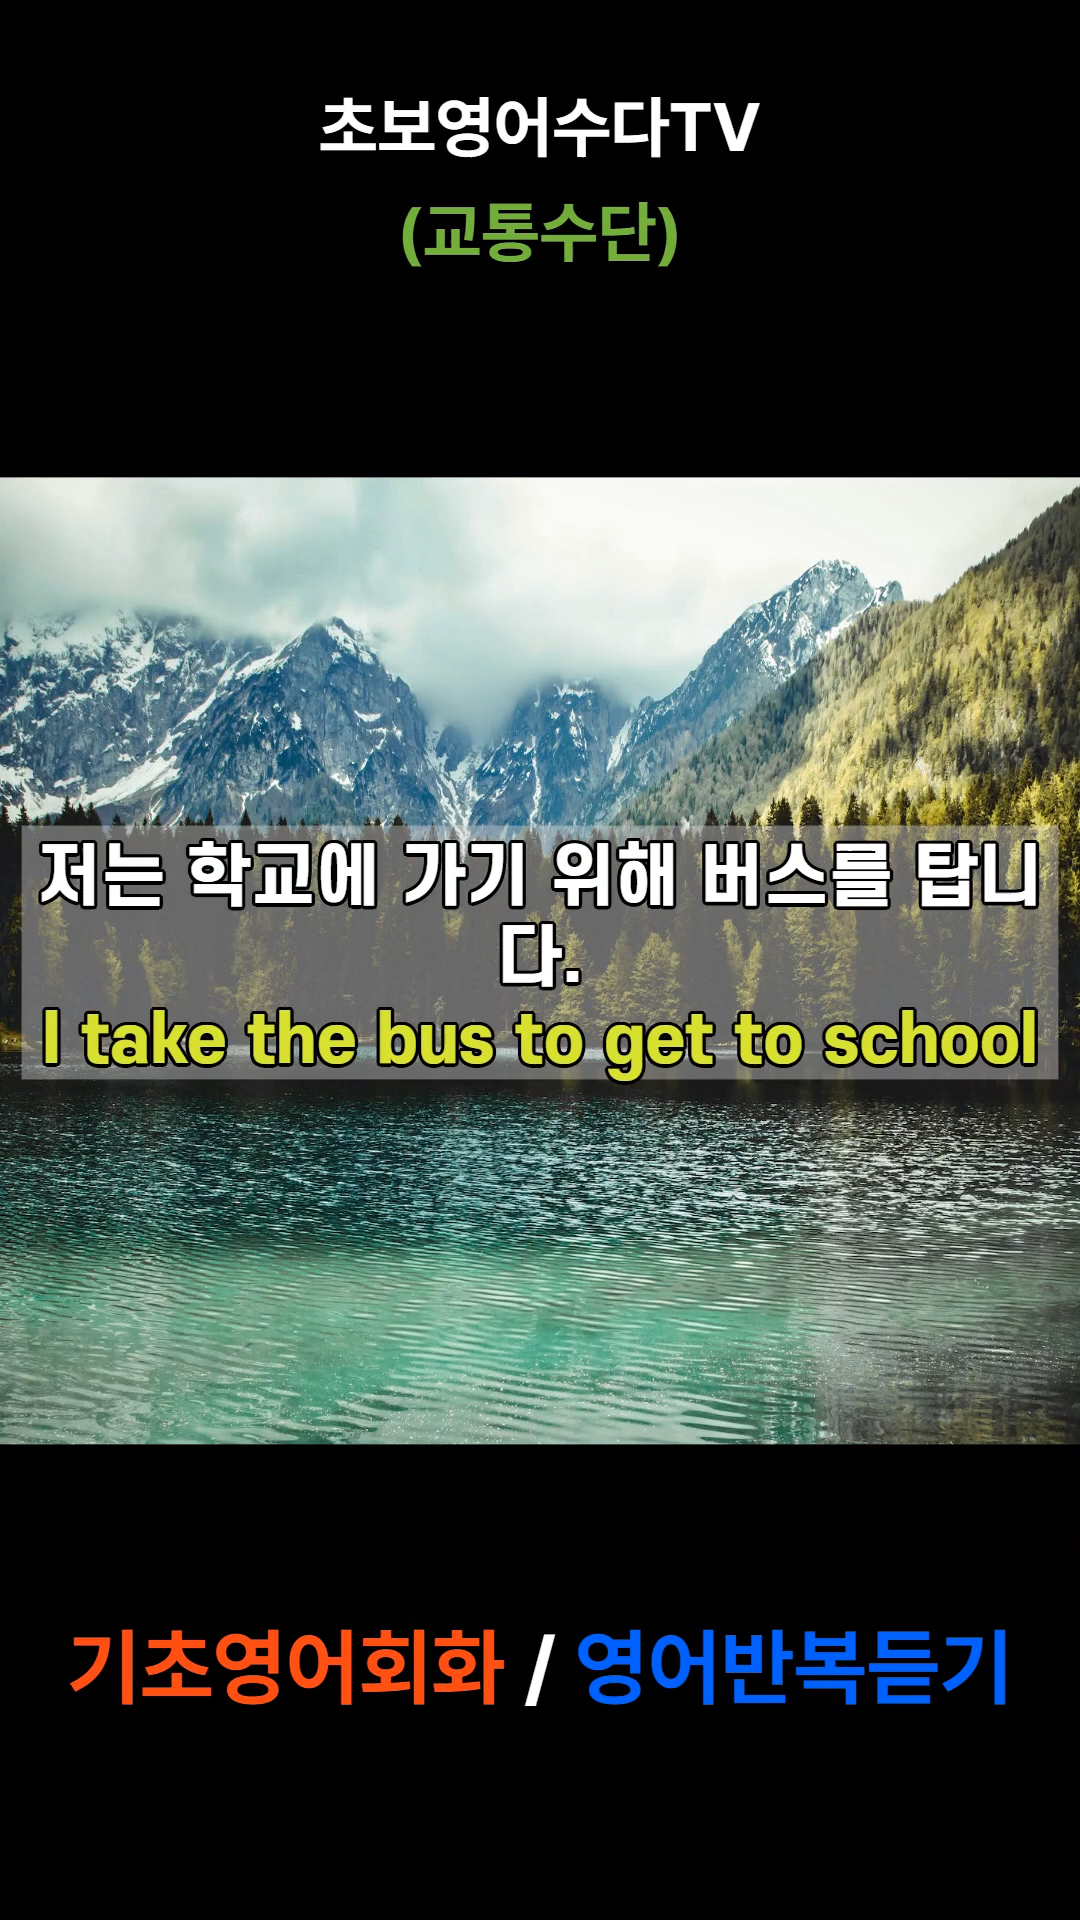 초보영어수다TV
(교통수단)
저는 학교에 가기 위해 버스를 탑니
다.
I take the bus to get to school
기초영어회화 / 영어반복듣기